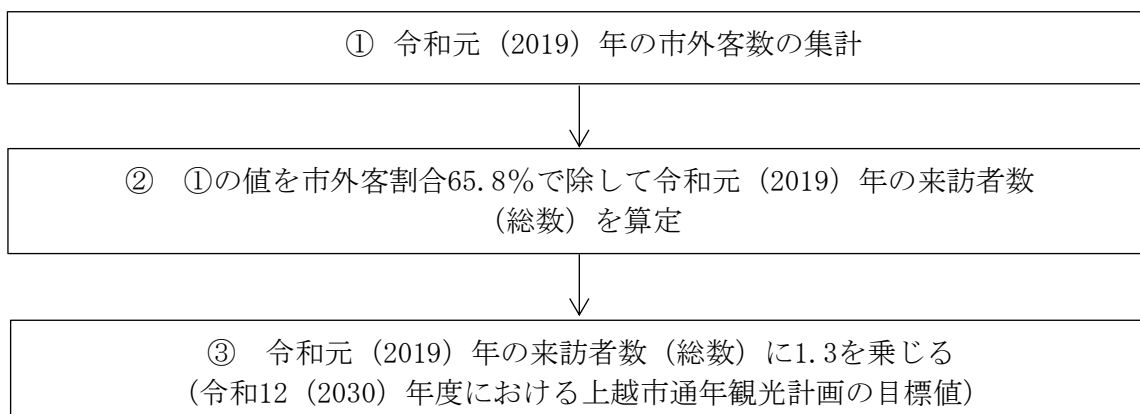 ① 令和元（2019）年の市外客数の集計
② ①の値を市外客割合65.8％で除して令和元（2019）年の来訪者数
（総数）を算定
③ 令和元（2019）年の来訪者数（総数）に1.3を乗じる
（令和12（2030）年度における上越市通年観光計画の目標値）